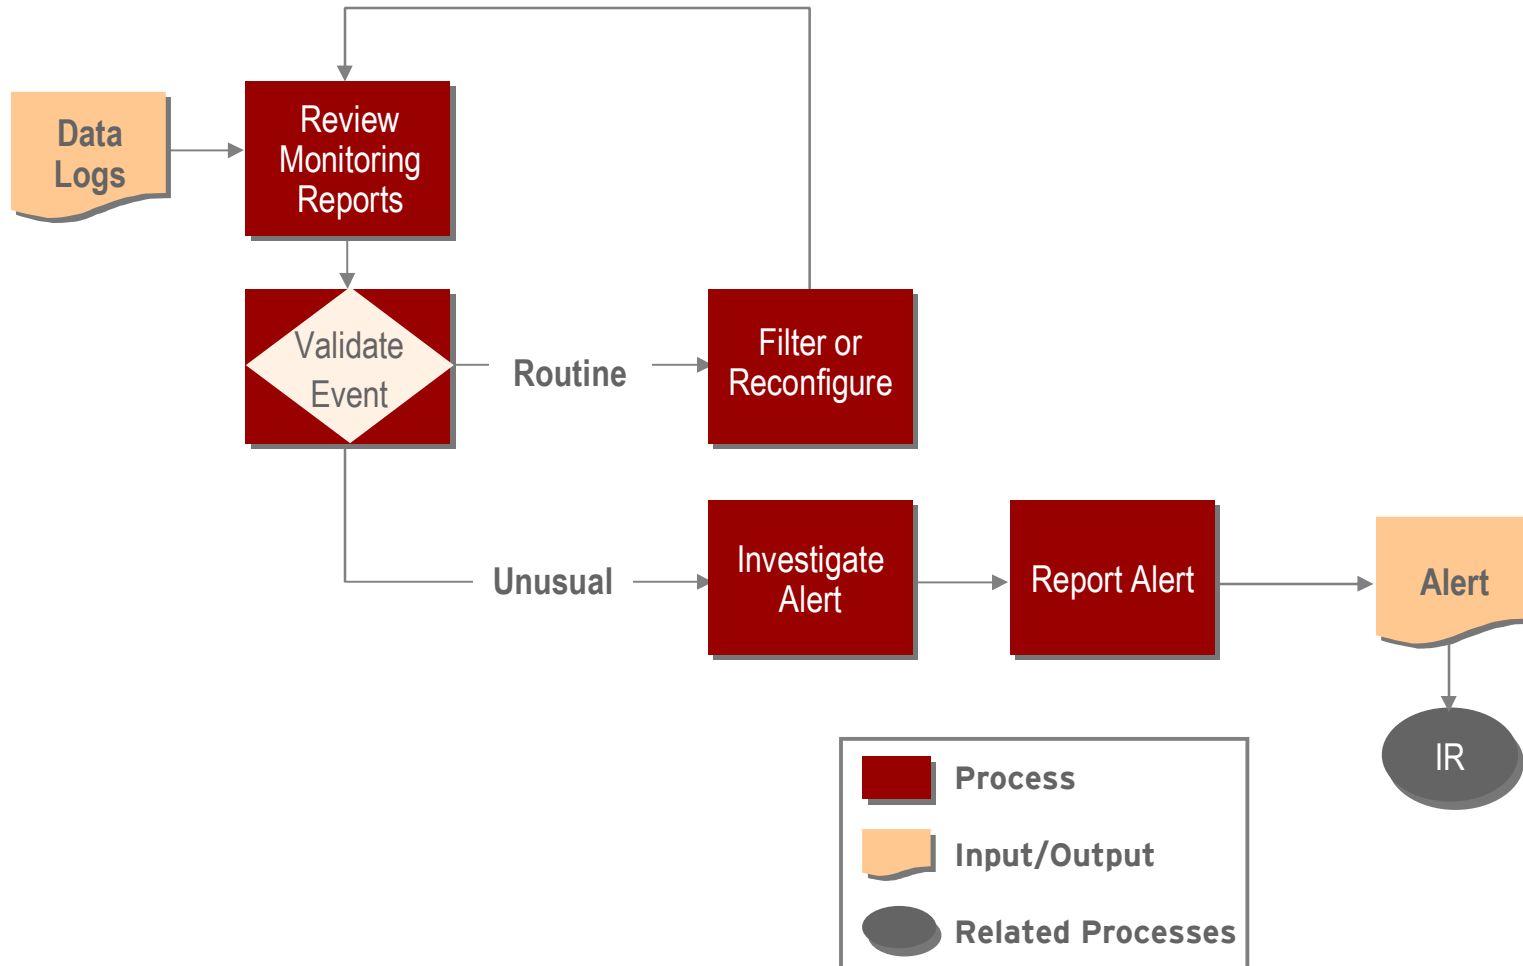 Data
Logs
Review
Monitoring
Reports
Validate
Event
Routine
Filter or
Reconfigure
Unusual
Investigate
Alert
Report Alert
Alert
IR
Process
Input/Output
Related Processes